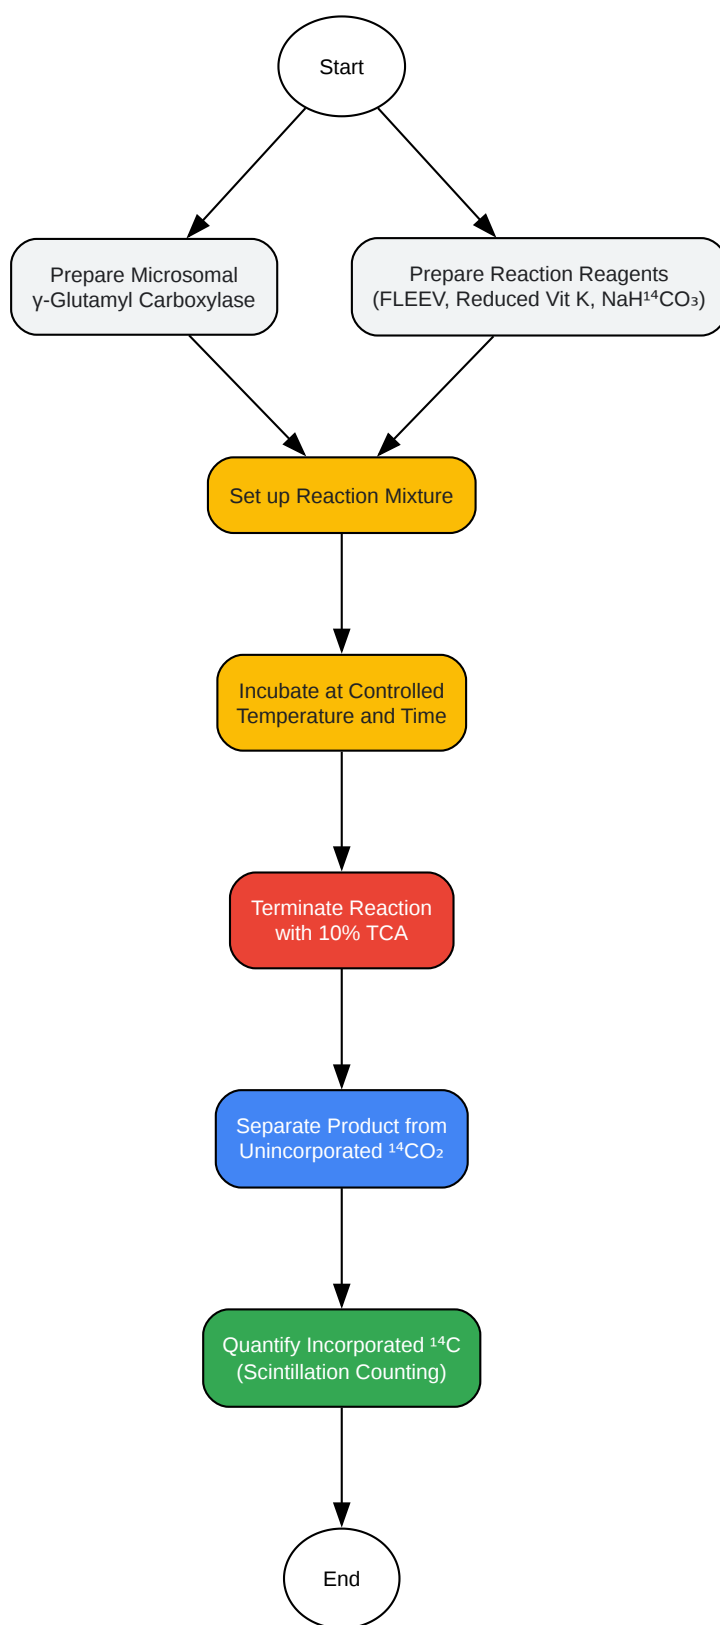 Start
Prepare Microsomal
γ-Glutamyl Carboxylase
Prepare Reaction Reagents
(FLEEV, Reduced Vit K, NaH¹⁴CO₃)
Set up Reaction Mixture
Incubate at Controlled
Temperature and Time
Terminate Reaction
with 10% TCA
Separate Product from
Unincorporated ¹⁴CO₂
Quantify Incorporated ¹⁴C
(Scintillation Counting)
End